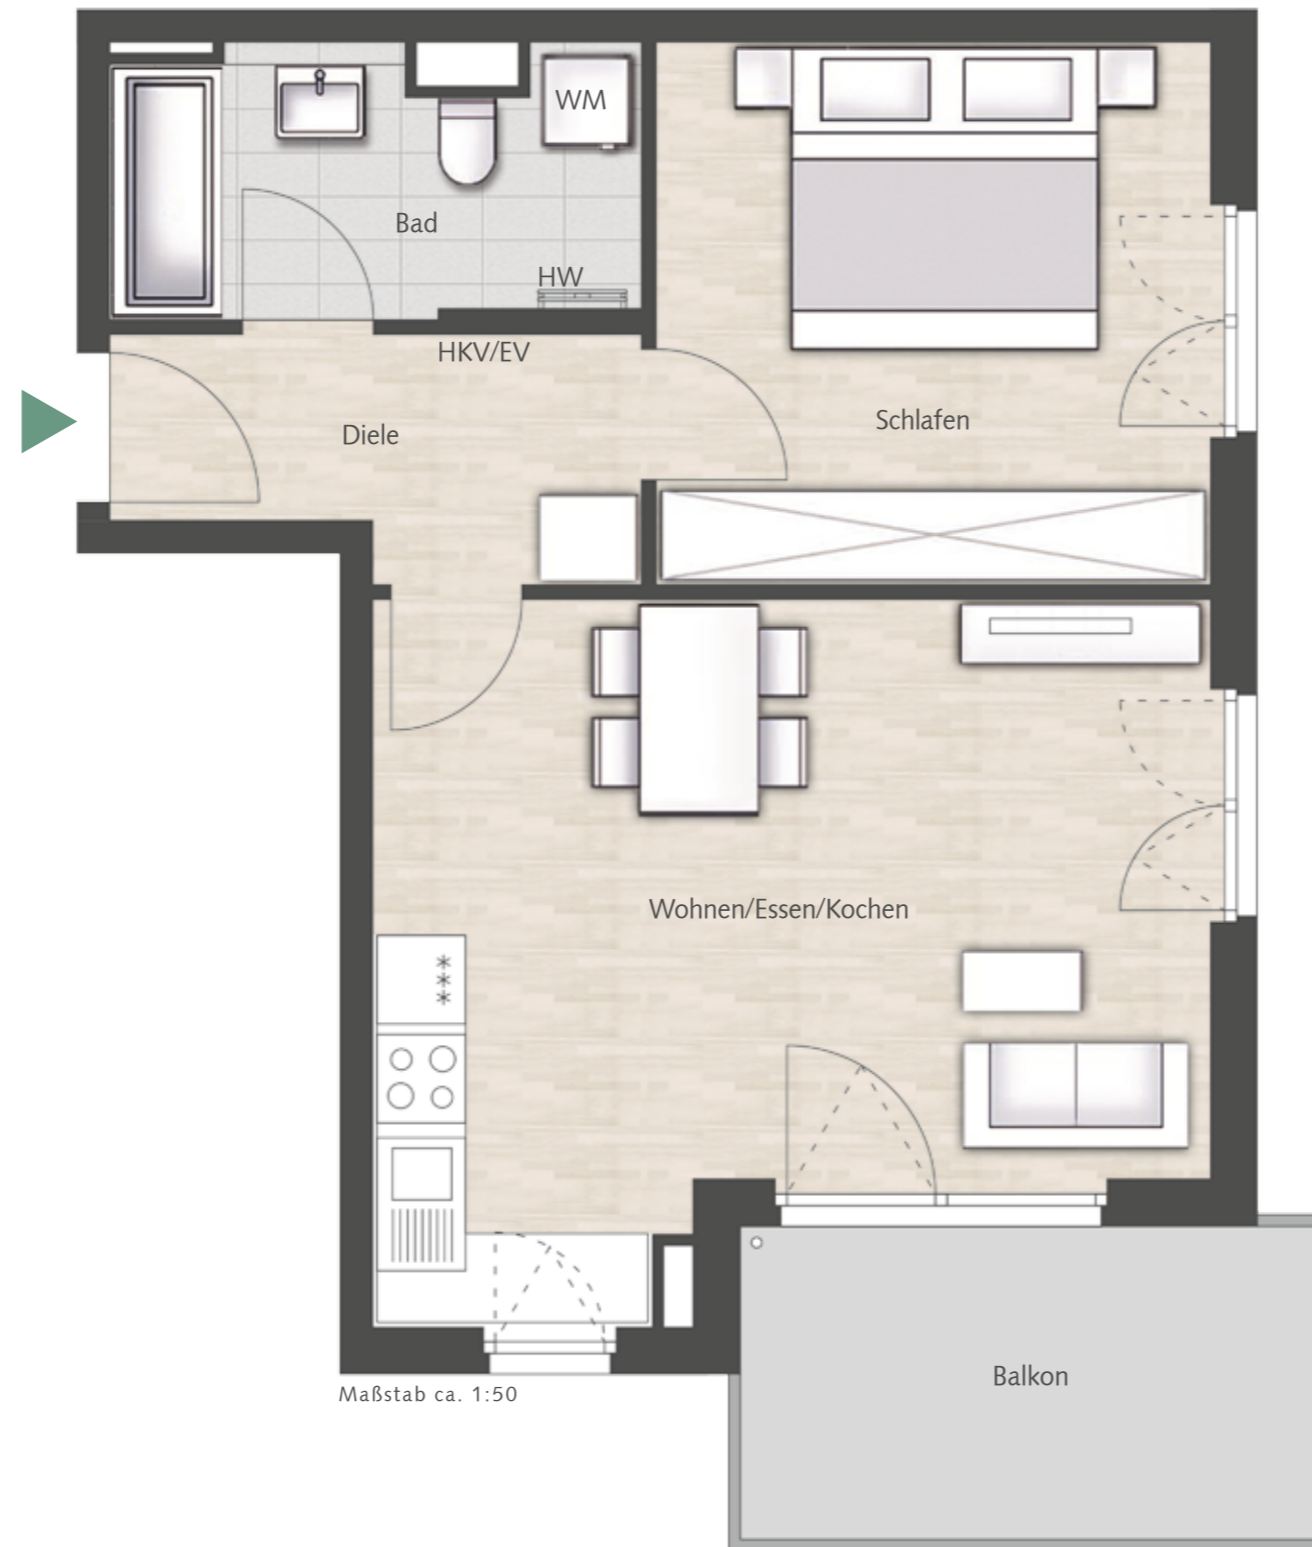 WM
Bad
HW
HKV/EV
Diele
Schlafen
Wohnen/Essen/Kochen
Balkon
Maßstab ca. 1:50